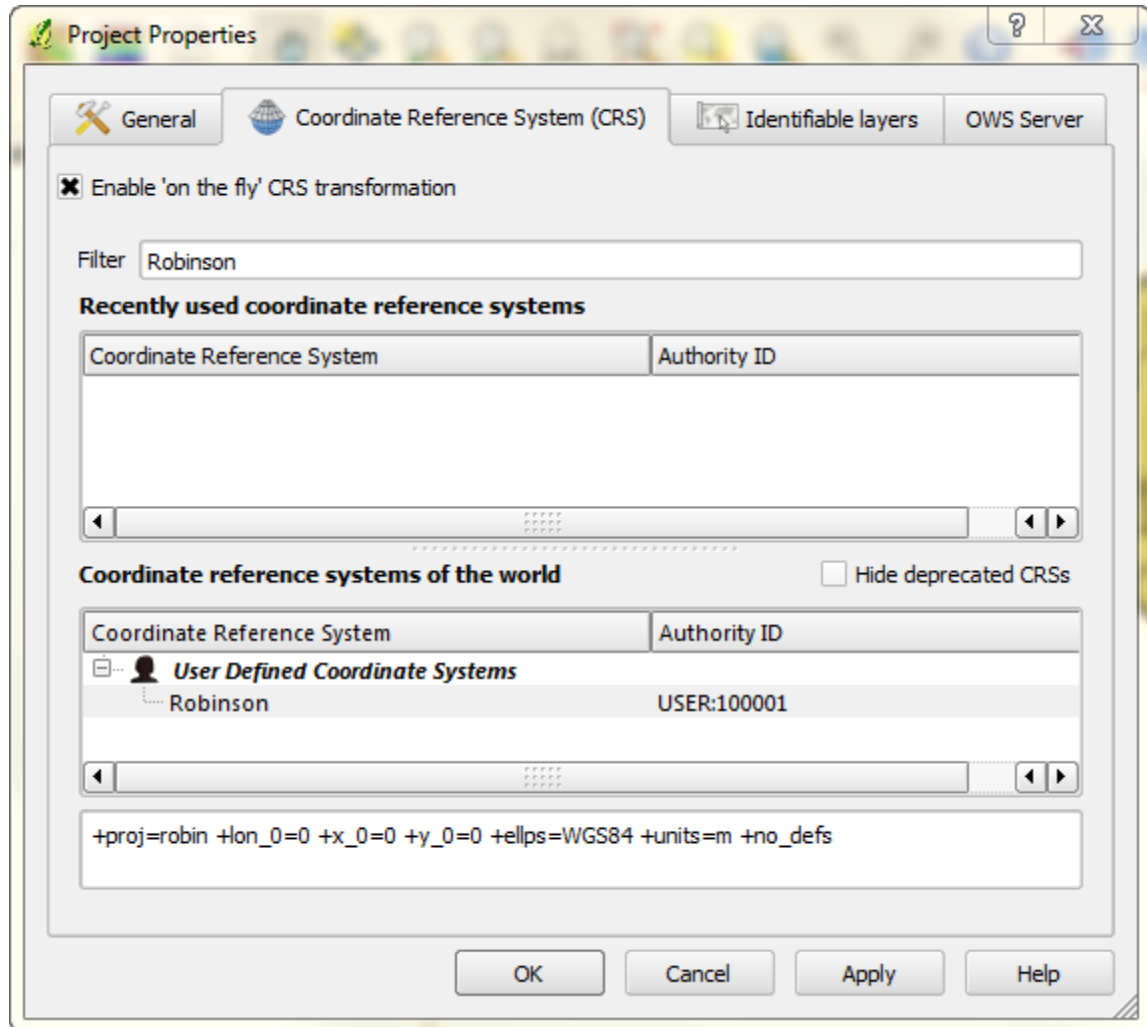 Project Properties
General
Coordinate Reference System (CRS)
Identifiable layers
OWS Server
Enable 'on the fly' CRS transformation
Filter Robinson
Recently used coordinate reference systems
Coordinate Reference System Authority ID
Coordinate reference systems of the world Hide deprecated CRSs
Coordinate Reference System Authority ID
User Defined Coordinate Systems
Robinson USER:100001
+proj=robin +lon_0=0 +x_0=0 +y_0=0 +ellps=WGS84 +units=m +no_defs
OK Cancel Apply Help